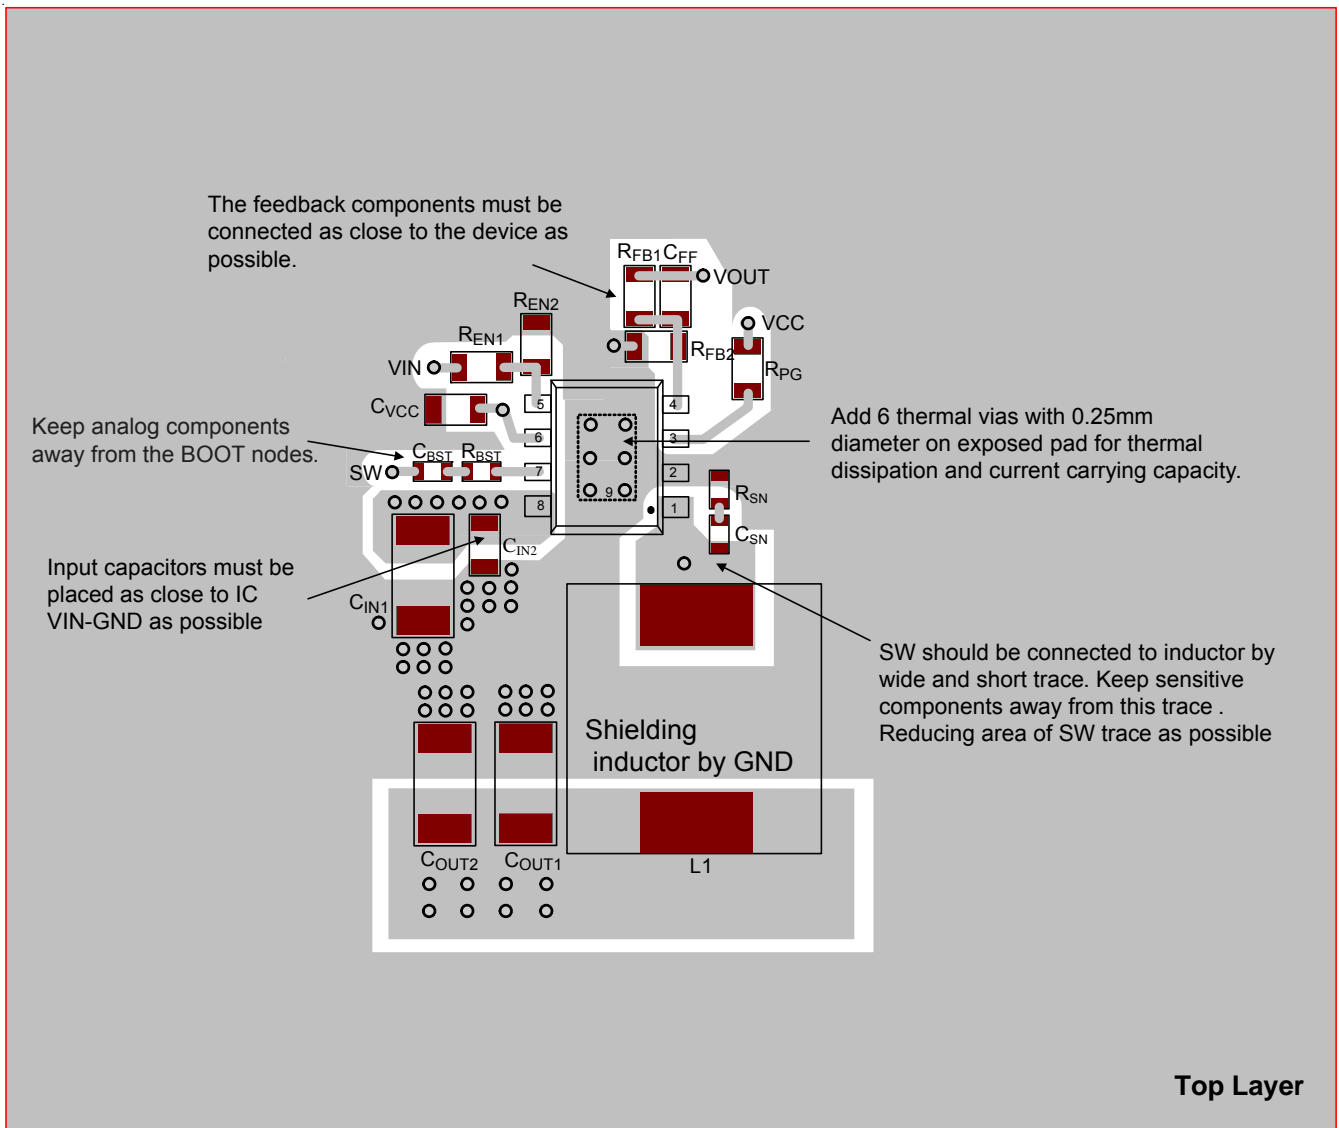 The feedback components must be
connected as close to the device as
possible.
RFB1 CFF
VOUT
REN2
VCC
REN1
RFB2
VIN
RPG
CVCC
5
4
Keep analog components
away from the BOOT nodes.
6
3
Add 6 thermal vias with 0.25mm
diameter on exposed pad for thermal
dissipation and current carrying capacity.
CBST RBST
SW
7
2
9
8
1
RSN
CSN
CIN2
Input capacitors must be
placed as close to IC
VIN-GND as possible
CIN1
SW should be connected to inductor by
wide and short trace. Keep sensitive
components away from this trace .
Reducing area of SW trace as possible
Shielding
inductor by GND
COUT2
COUT1
L1
Top Layer